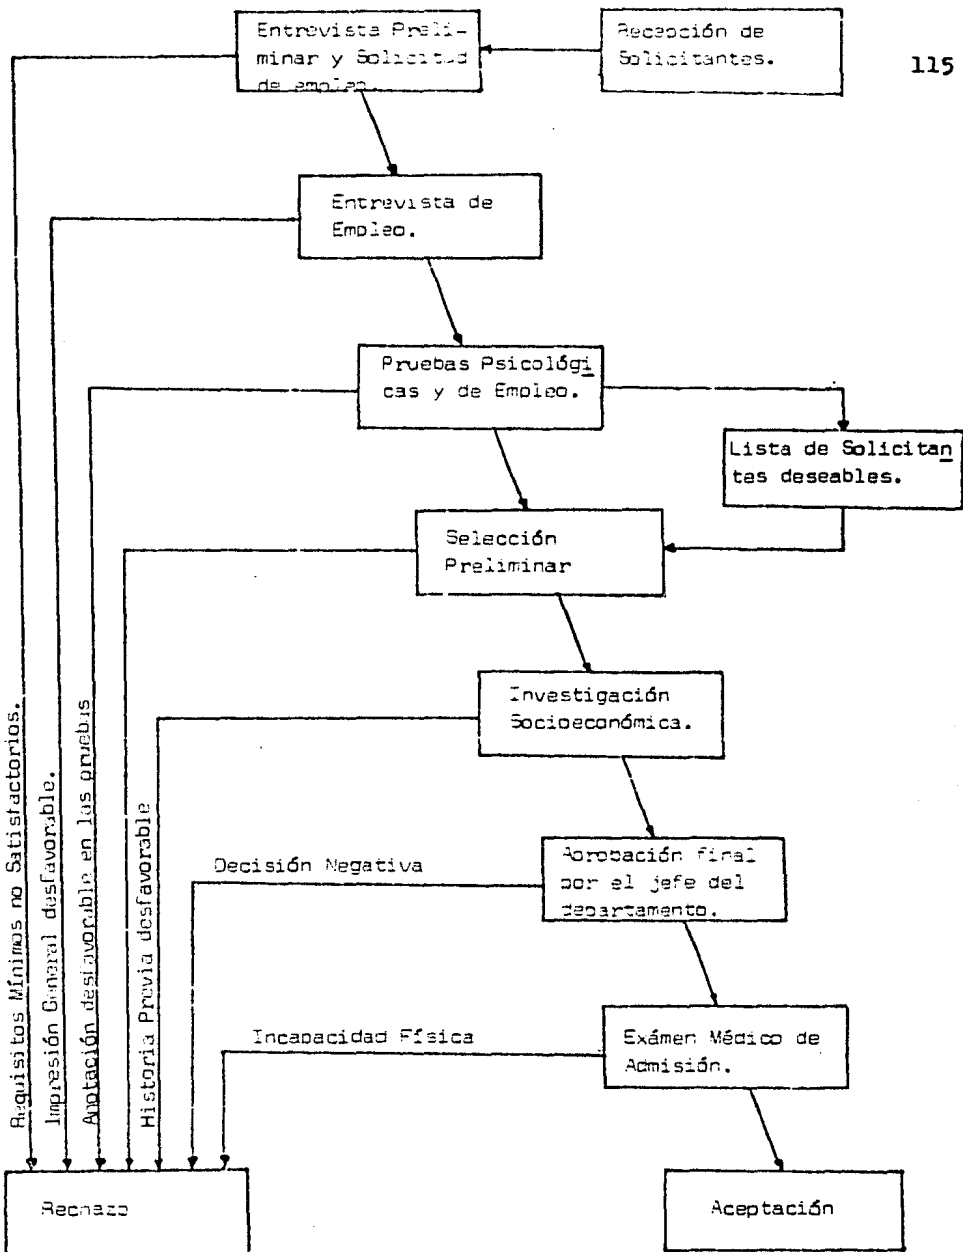 Entrevista Preli-
minar y Solicitud
de empleo.
Recepción de
Solicitantes.
115
Entrevista de
Empleo.
Pruebas Psicológi
cas y de Empleo.
Lista de Solicitan
tes deseables.
Selección
Preliminar
Investigación
Socioeconómica.
Aprobación final
por el jefe del
departamento.
Decisión Negativa
Exámen Médico de
Admisión.
Incapacidad Física
Requisitos Mínimos no Satisfactorios.
Impresión General desfavorable.
Anotación desfavorable en las pruebas
Historia Previa desfavorable
Rechazo
Aceptación